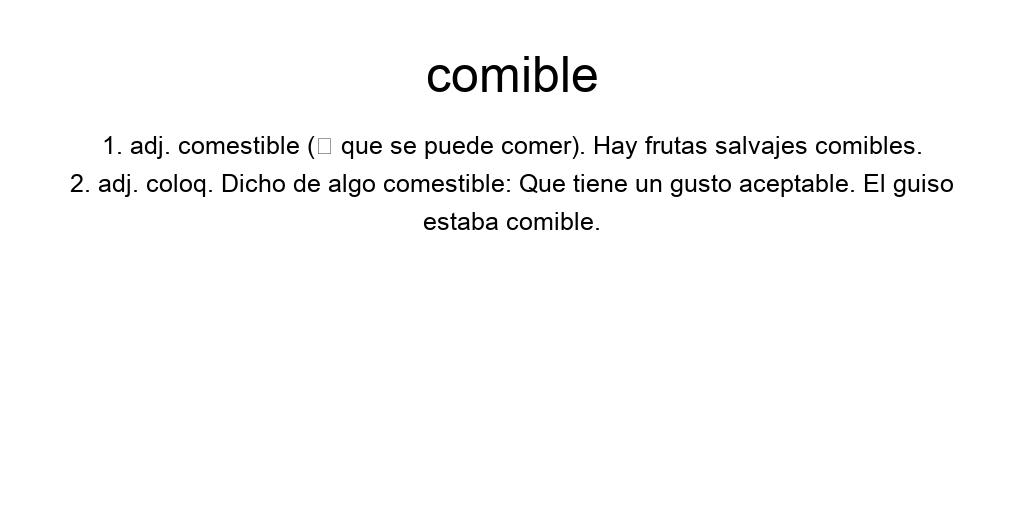 comible
1. adj. comestible (□ que se puede comer). Hay frutas salvajes comibles.
2. adj. coloq. Dicho de algo comestible: Que tiene un gusto aceptable. El guiso
estaba comible.